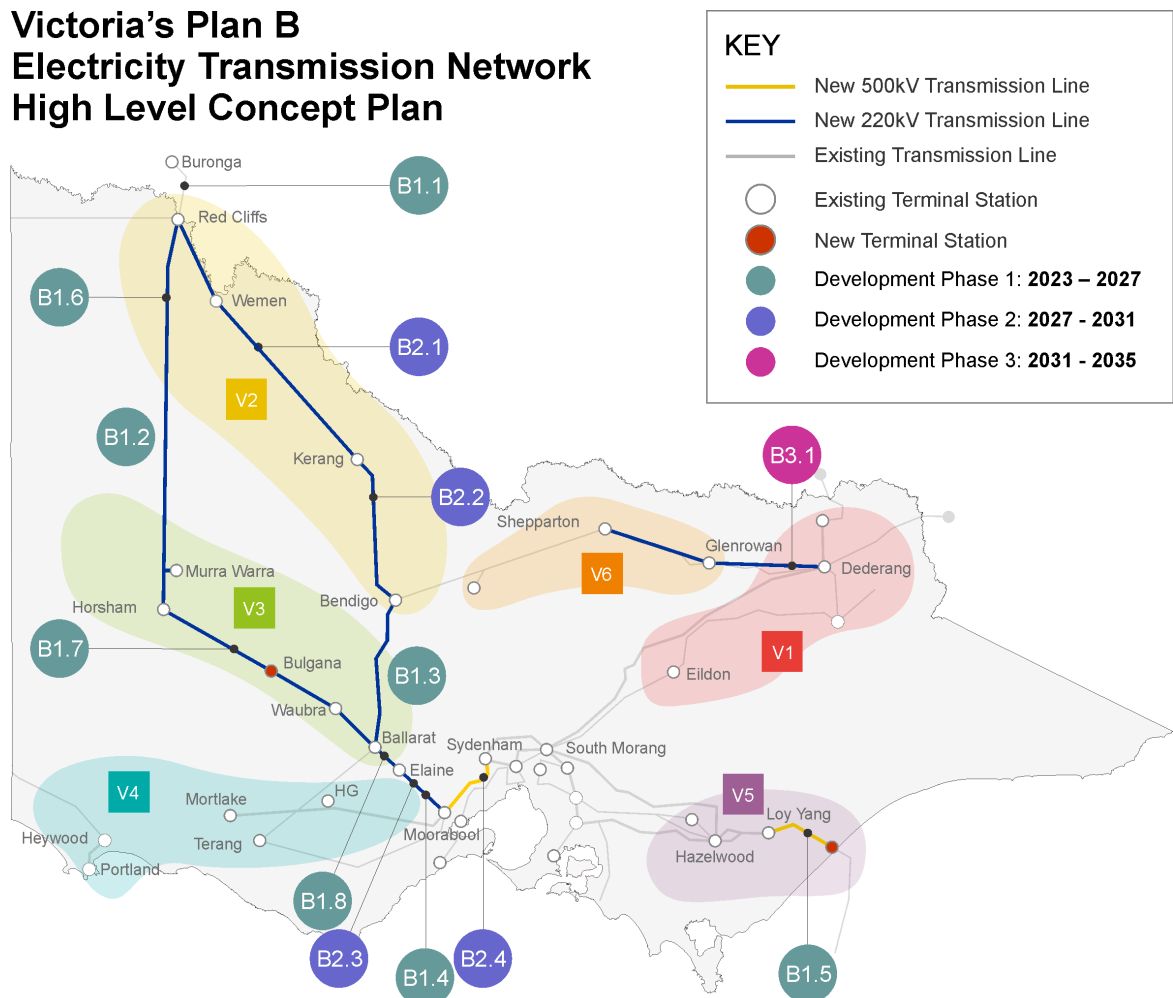 Victoria's Plan B
Electricity Transmission Network
High Level Concept Plan
KEY
New 500kV Transmission Line
New 220kV Transmission Line
Existing Transmission Line
Existing Terminal Station
New Terminal Station
Development Phase 1: 2023 – 2027
Development Phase 2: 2027 - 2031
Development Phase 3: 2031 - 2035
Buronga
B1.1
Red Cliffs
B1.6
Wemen
B2.1
V2
B1.2
Kerang
B3.1
B2.2
Shepparton
Glenrowan
Murra Warra
V6
Dederang
Horsham
V3
Bendigo
B1.7
Bulgana
B1.3
V1
Eildon
Waubra
Ballarat
Sydenham
South Morang
Elaine
V4
HG
V5
Mortlake
Loy Yang
Moorabool
Heywood
Terang
Hazelwood
Portland
B1.8
B2.3
B1.4
B2.4
B1.5